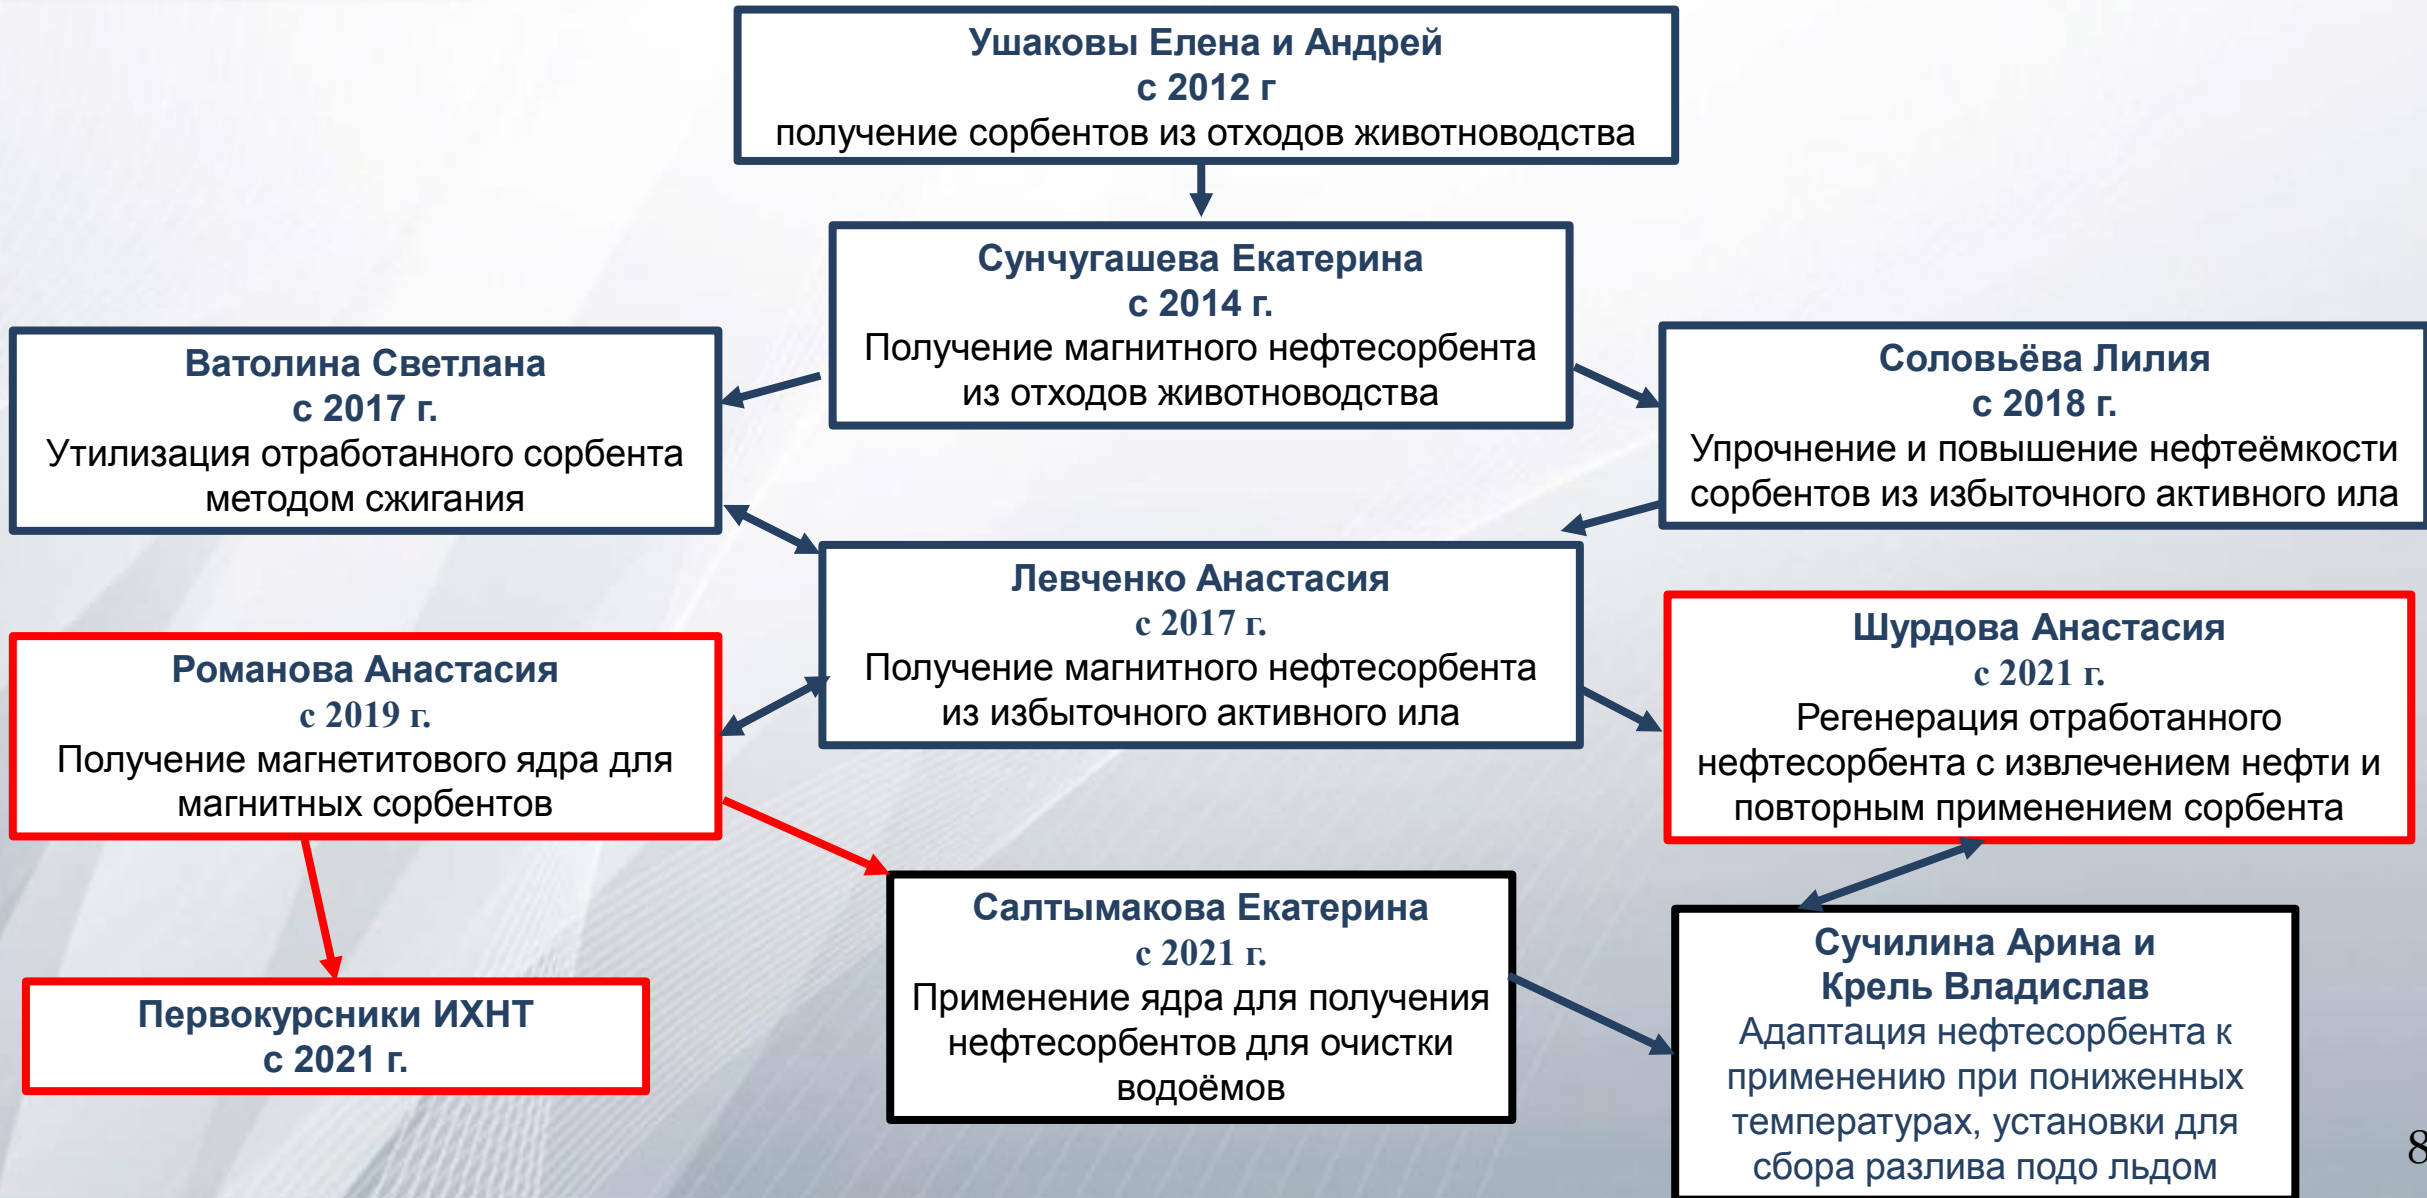 Ушаковы Елена и Андрей
с 2012 г
получение сорбентов из отходов животноводства
Сунчугашева Екатерина
с 2014 г.
Получение магнитного нефтесорбента
из отходов животноводства
Ватолина Светлана
с 2017 г.
Утилизация отработанного сорбента
методом сжигания
Соловьёва Лилия
с 2018 г.
Упрочнение и повышение нефтеёмкости
сорбентов из избыточного активного ила
Левченко Анастасия
с 2017 г.
Получение магнитного нефтесорбента
из избыточного активного ила
Романова Анастасия
с 2019 г.
Получение магнетитового ядра для
магнитных сорбентов
Шурдова Анастасия
с 2021 г.
Регенерация отработанного
нефтесорбента с извлечением нефти и
повторным применением сорбента
Первокурсники ИХНТ
с 2021 г.
Салтымакова Екатерина
с 2021 г.
Применение ядра для получения
нефтесорбентов для очистки
водоёмов
Сучилина Арина и
Крель Владислав
Адаптация нефтесорбента к
применению при пониженных
температурах, установки для
сбора разлива подо льдом
8